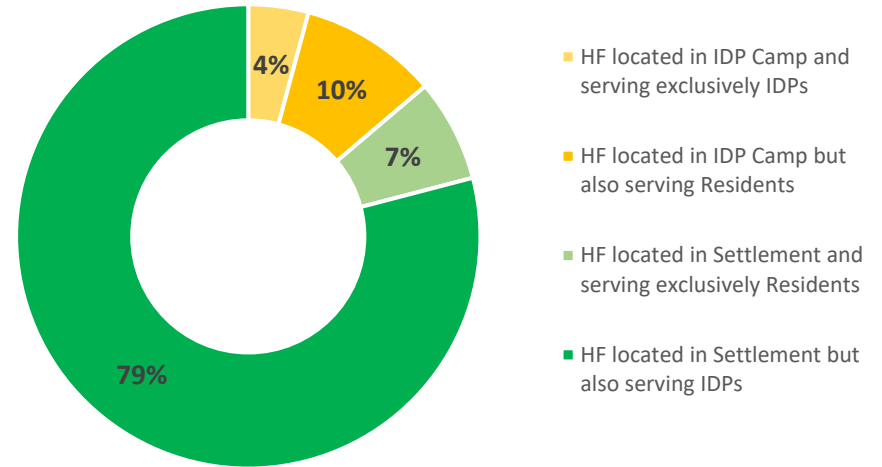 4%
10%
7%
79%
HF located in IDP Camp and
serving exclusively IDPs
HF located in IDP Camp but
also serving Residents
HF located in Settlement and
serving exclusively Residents
HF located in Settlement but
also serving IDPs